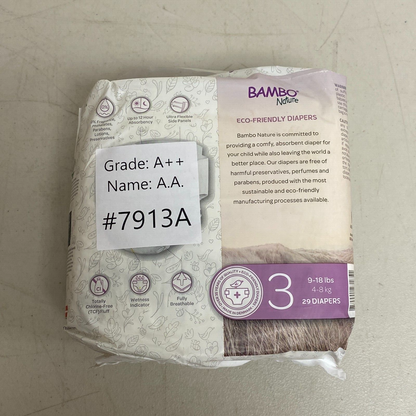 Up to 12 Hour
Absorbency
Ultra Flexible
Side Panels
Parabens,
Lotions,
Grade: A++
Name: A.A.
#7913A
Totally
Chlorine-Free
(TCF) fluff
Wetness
Indicator
Fully
Breathable
BAMBO
Nature
ECO-FRIENDLY DIAPERS
Bambo Nature is committed to
providing a comfy, absorbent diaper for
your child while also leaving the world a
better place. Our diapers are free of
harmful preservatives, perfumes and
parabens, produced with the most
sustainable and eco-friendly
manufacturing processes available.
3
9-18 lbs
4-8 kg
29 DIAPERS